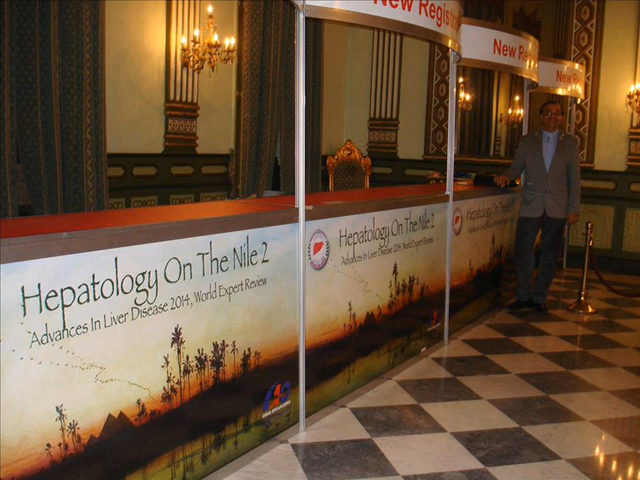 New Regist
New Re
New Re
Hepatology On The Nile 2
Advances In Liver Disease 2014, World Expert Review
Hepatology On The Nile 2
Advances In Liver Disease 2014, World Expert Review
Hepatology On The